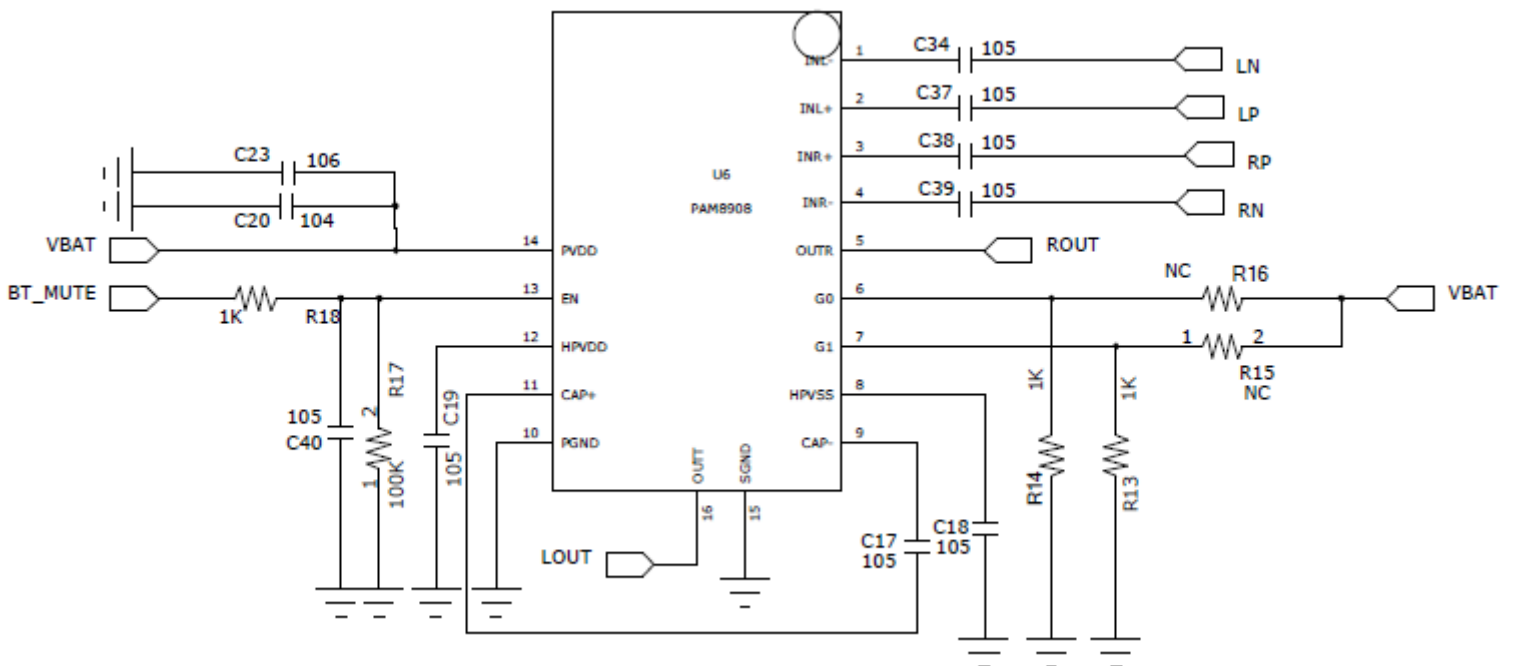 C34 105
1
INL-
LN
C37 105
2
INL+
LP
C38 105
3
INR+
RP
C39 105
4
INR-
RN
C23 106
C20 104
U6
PAM8908
VBAT
14
PVDD
OUTR
5
ROUT
BT_MUTE
1K
R18
13
EN
G0
6
NC R16
VBAT
12
HPVDD
G1
7
1 2
R15
NC
11
CAP+
HPVSS
8
10
PGND
CAP-
9
105
C40
2
R17
1
100K
C19
105
OUTT
16
SGND
15
LOUT
C17
105
C18
105
1K
R14
1K
R13